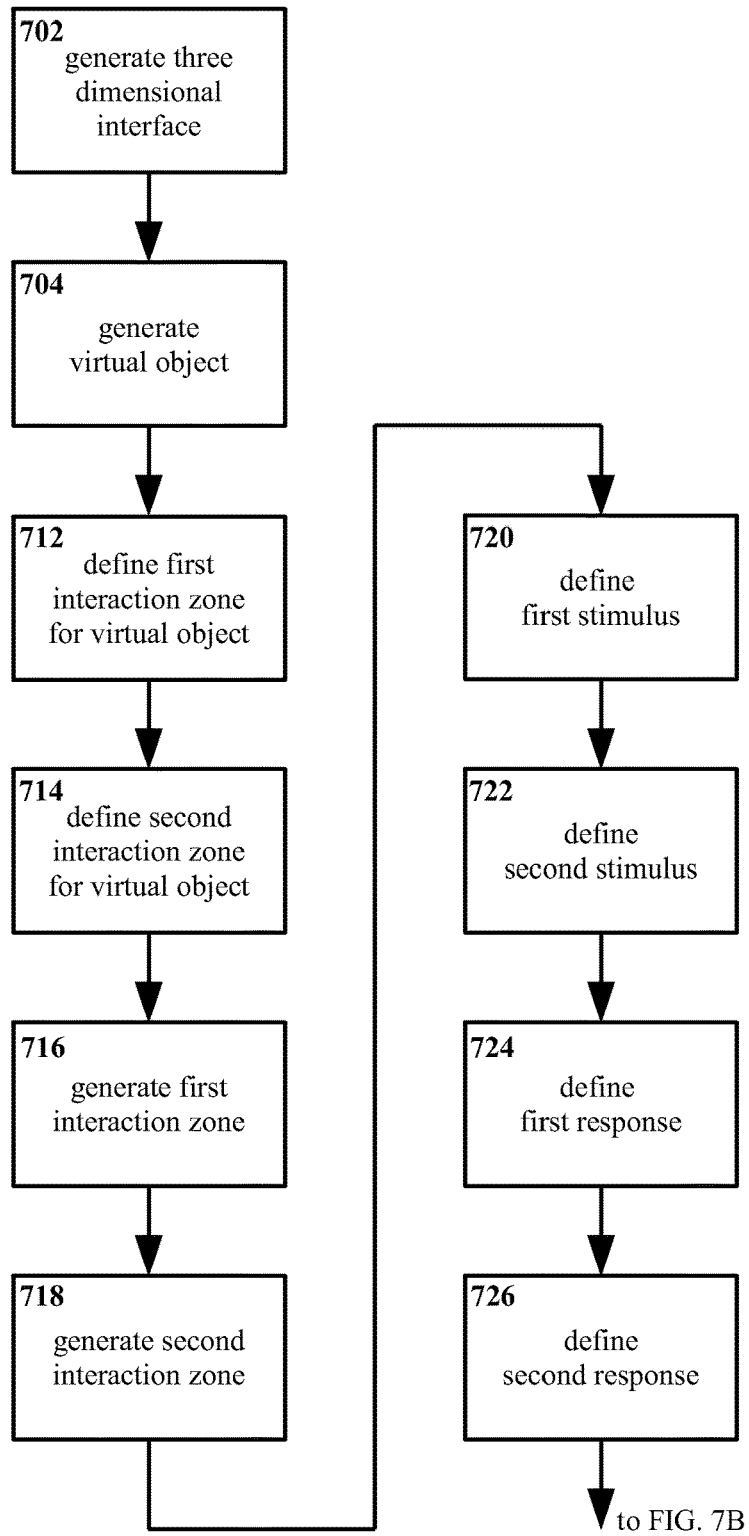 702
generate three
dimensional
interface
704
generate
virtual object
712
define first
interaction zone
for virtual object
714
define second
interaction zone
for virtual object
716
generate first
interaction zone
718
generate second
interaction zone
720
define
first stimulus
722
define
second stimulus
724
define
first response
726
define
second response
to FIG. 7B